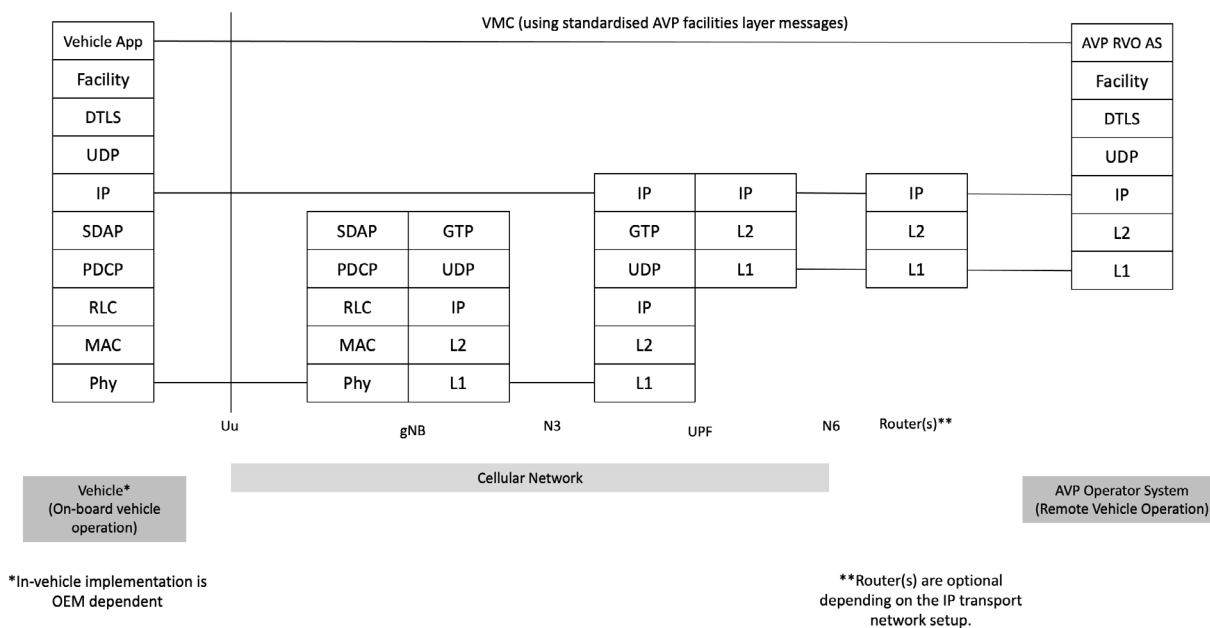 VMC (using standardised AVP facilities layer messages)
Vehicle App
Facility
DTLS
UDP
IP
SDAP
PDCP
RLC
MAC
Phy
SDAP
GTP
PDCP
UDP
RLC
IP
MAC
L2
Phy
L1
IP
IP
GTP
L2
UDP
L1
IP
L2
L1
IP
L2
L1
AVP RVO AS
Facility
DTLS
UDP
IP
L2
L1
Uu
gNB
N3
UPF
N6
Router(s)**
Cellular Network
Vehicle*
(On-board vehicle
operation)
AVP Operator System
(Remote Vehicle Operation)
*In-vehicle implementation is
OEM dependent
**Router(s) are optional
depending on the IP transport
network setup.